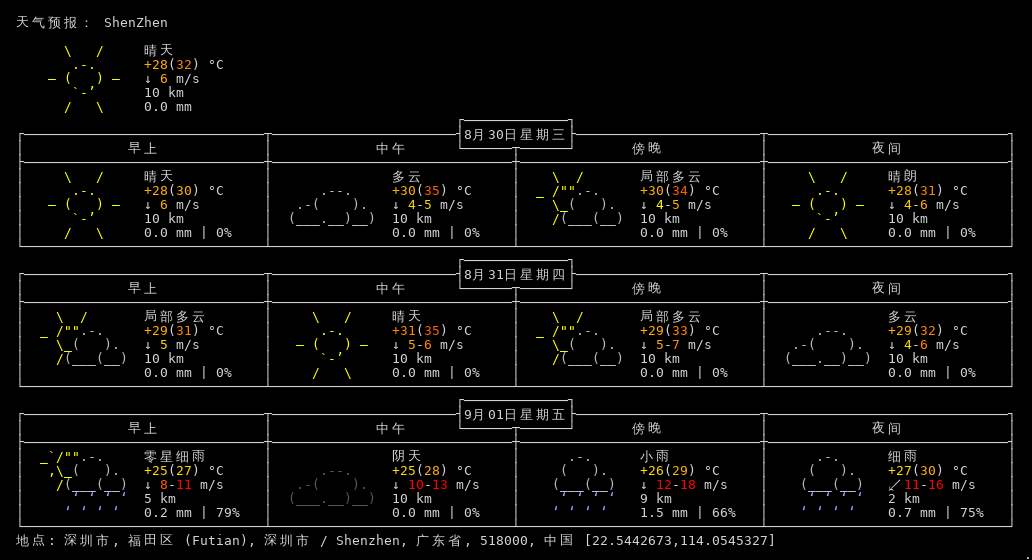 天气预报： ShenZhen
晴天
+28(32) °C
↓ 6 m/s
10 km
0.0 mm
8月30日星期三
早上 中午 傍晚 夜间
晴天 多云 局部多云 晴朗
+28(30) °C +30(35) °C +30(34) °C +28(31) °C
↓ 6 m/s ↓ 4-5 m/s ↓ 4-5 m/s ↓ 4-6 m/s
10 km 10 km 10 km 10 km
0.0 mm | 0% 0.0 mm | 0% 0.0 mm | 0% 0.0 mm | 0%
8月31日星期四
早上 中午 傍晚 夜间
局部多云 晴天 局部多云 多云
+29(31) °C +31(35) °C +29(33) °C +29(32) °C
↓ 5 m/s ↓ 5-6 m/s ↓ 5-7 m/s ↓ 4-6 m/s
10 km 10 km 10 km 10 km
0.0 mm | 0% 0.0 mm | 0% 0.0 mm | 0% 0.0 mm | 0%
9月01日星期五
早上 中午 傍晚 夜间
零星细雨 阴天 小雨 细雨
+25(27) °C +25(28) °C +26(29) °C +27(30) °C
↓ 8-11 m/s ↓ 10-13 m/s ↓ 12-18 m/s ↙ 11-16 m/s
5 km 10 km 9 km 2 km
0.2 mm | 79% 0.0 mm | 0% 1.5 mm | 66% 0.7 mm | 75%
地点: 深圳市, 福田区 (Futian), 深圳市 / Shenzhen, 广东省, 518000, 中国 [22.5442673,114.0545327]